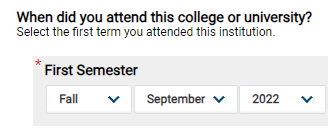 When did you attend this college or university?
Select the first term you attended this institution.
* First Semester
Fall September 2022